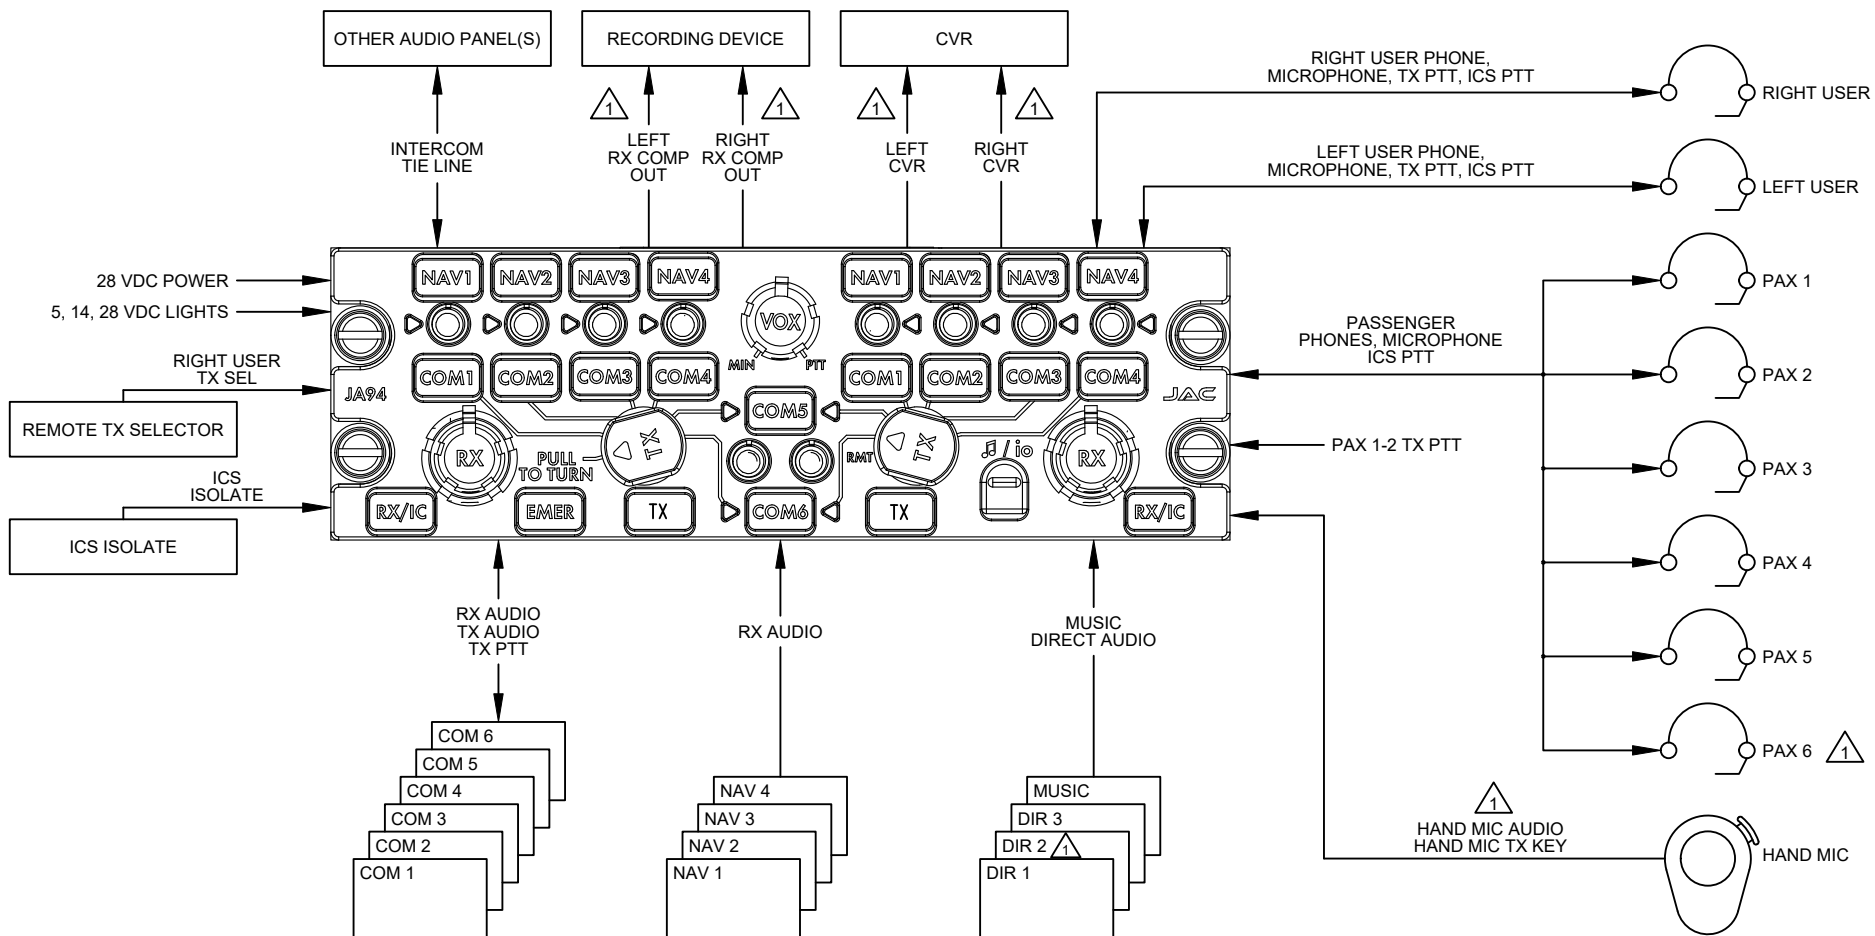 OTHER AUDIO PANEL(S)
RECORDING DEVICE
CVR
RIGHT USER PHONE,
MICROPHONE, TX PTT, ICS PTT
RIGHT USER
1
1
1
1
INTERCOM
TIE LINE
LEFT
RX COMP
OUT
RIGHT
RX COMP
OUT
LEFT
CVR
RIGHT
CVR
LEFT USER PHONE,
MICROPHONE, TX PTT, ICS PTT
LEFT USER
28 VDC POWER
5, 14, 28 VDC LIGHTS
RIGHT USER
TX SEL
REMOTE TX SELECTOR
ICS
ISOLATE
ICS ISOLATE
NAV1
NAV2
NAV3
NAV4
VOX
MIN
PTT
NAV1
NAV2
NAV3
NAV4
JA94
COM1
COM2
COM3
COM4
COM5
COM1
COM2
COM3
COM4
JAC
RX
PULL
TO TURN
TX
RMT
TX
♫/io
RX
RX/IC
EMER
TX
COM6
TX
RX/IC
PASSENGER
PHONES, MICROPHONE
ICS PTT
PAX 1-2 TX PTT
PAX 1
PAX 2
PAX 3
PAX 4
PAX 5
PAX 6
1
RX AUDIO
TX AUDIO
TX PTT
RX AUDIO
MUSIC
DIRECT AUDIO
COM 6
COM 5
COM 4
COM 3
COM 2
COM 1
NAV 4
NAV 3
NAV 2
NAV 1
MUSIC
DIR 3
DIR 2
1
DIR 1
1
HAND MIC AUDIO
HAND MIC TX KEY
HAND MIC